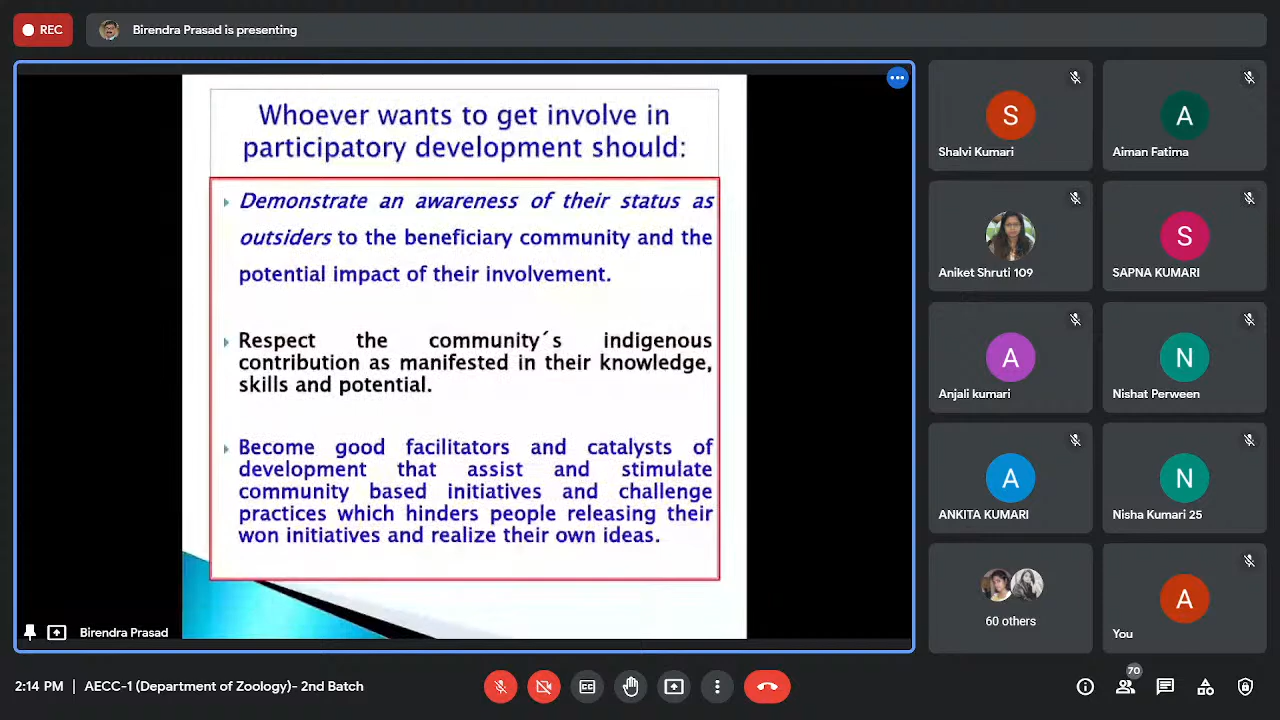 REC
Birendra Prasad is presenting
Whoever wants to get involve in
participatory development should:
Demonstrate an awareness of their status as
outsiders to the beneficiary community and the
potential impact of their involvement.
Respect the community´s indigenous
contribution as manifested in their knowledge,
skills and potential.
Become good facilitators and catalysts of
development that assist and stimulate
community based initiatives and challenge
practices which hinders people releasing their
won initiatives and realize their own ideas.
Birendra Prasad
S
Shalvi Kumari
A
Aiman Fatima
Aniket Shruti 109
S
SAPNA KUMARI
A
Anjali kumari
N
Nishat Perween
A
ANKITA KUMARI
N
Nisha Kumari 25
60 others
A
You
2:14 PM | AECC-1 (Department of Zoology)- 2nd Batch
CC
70